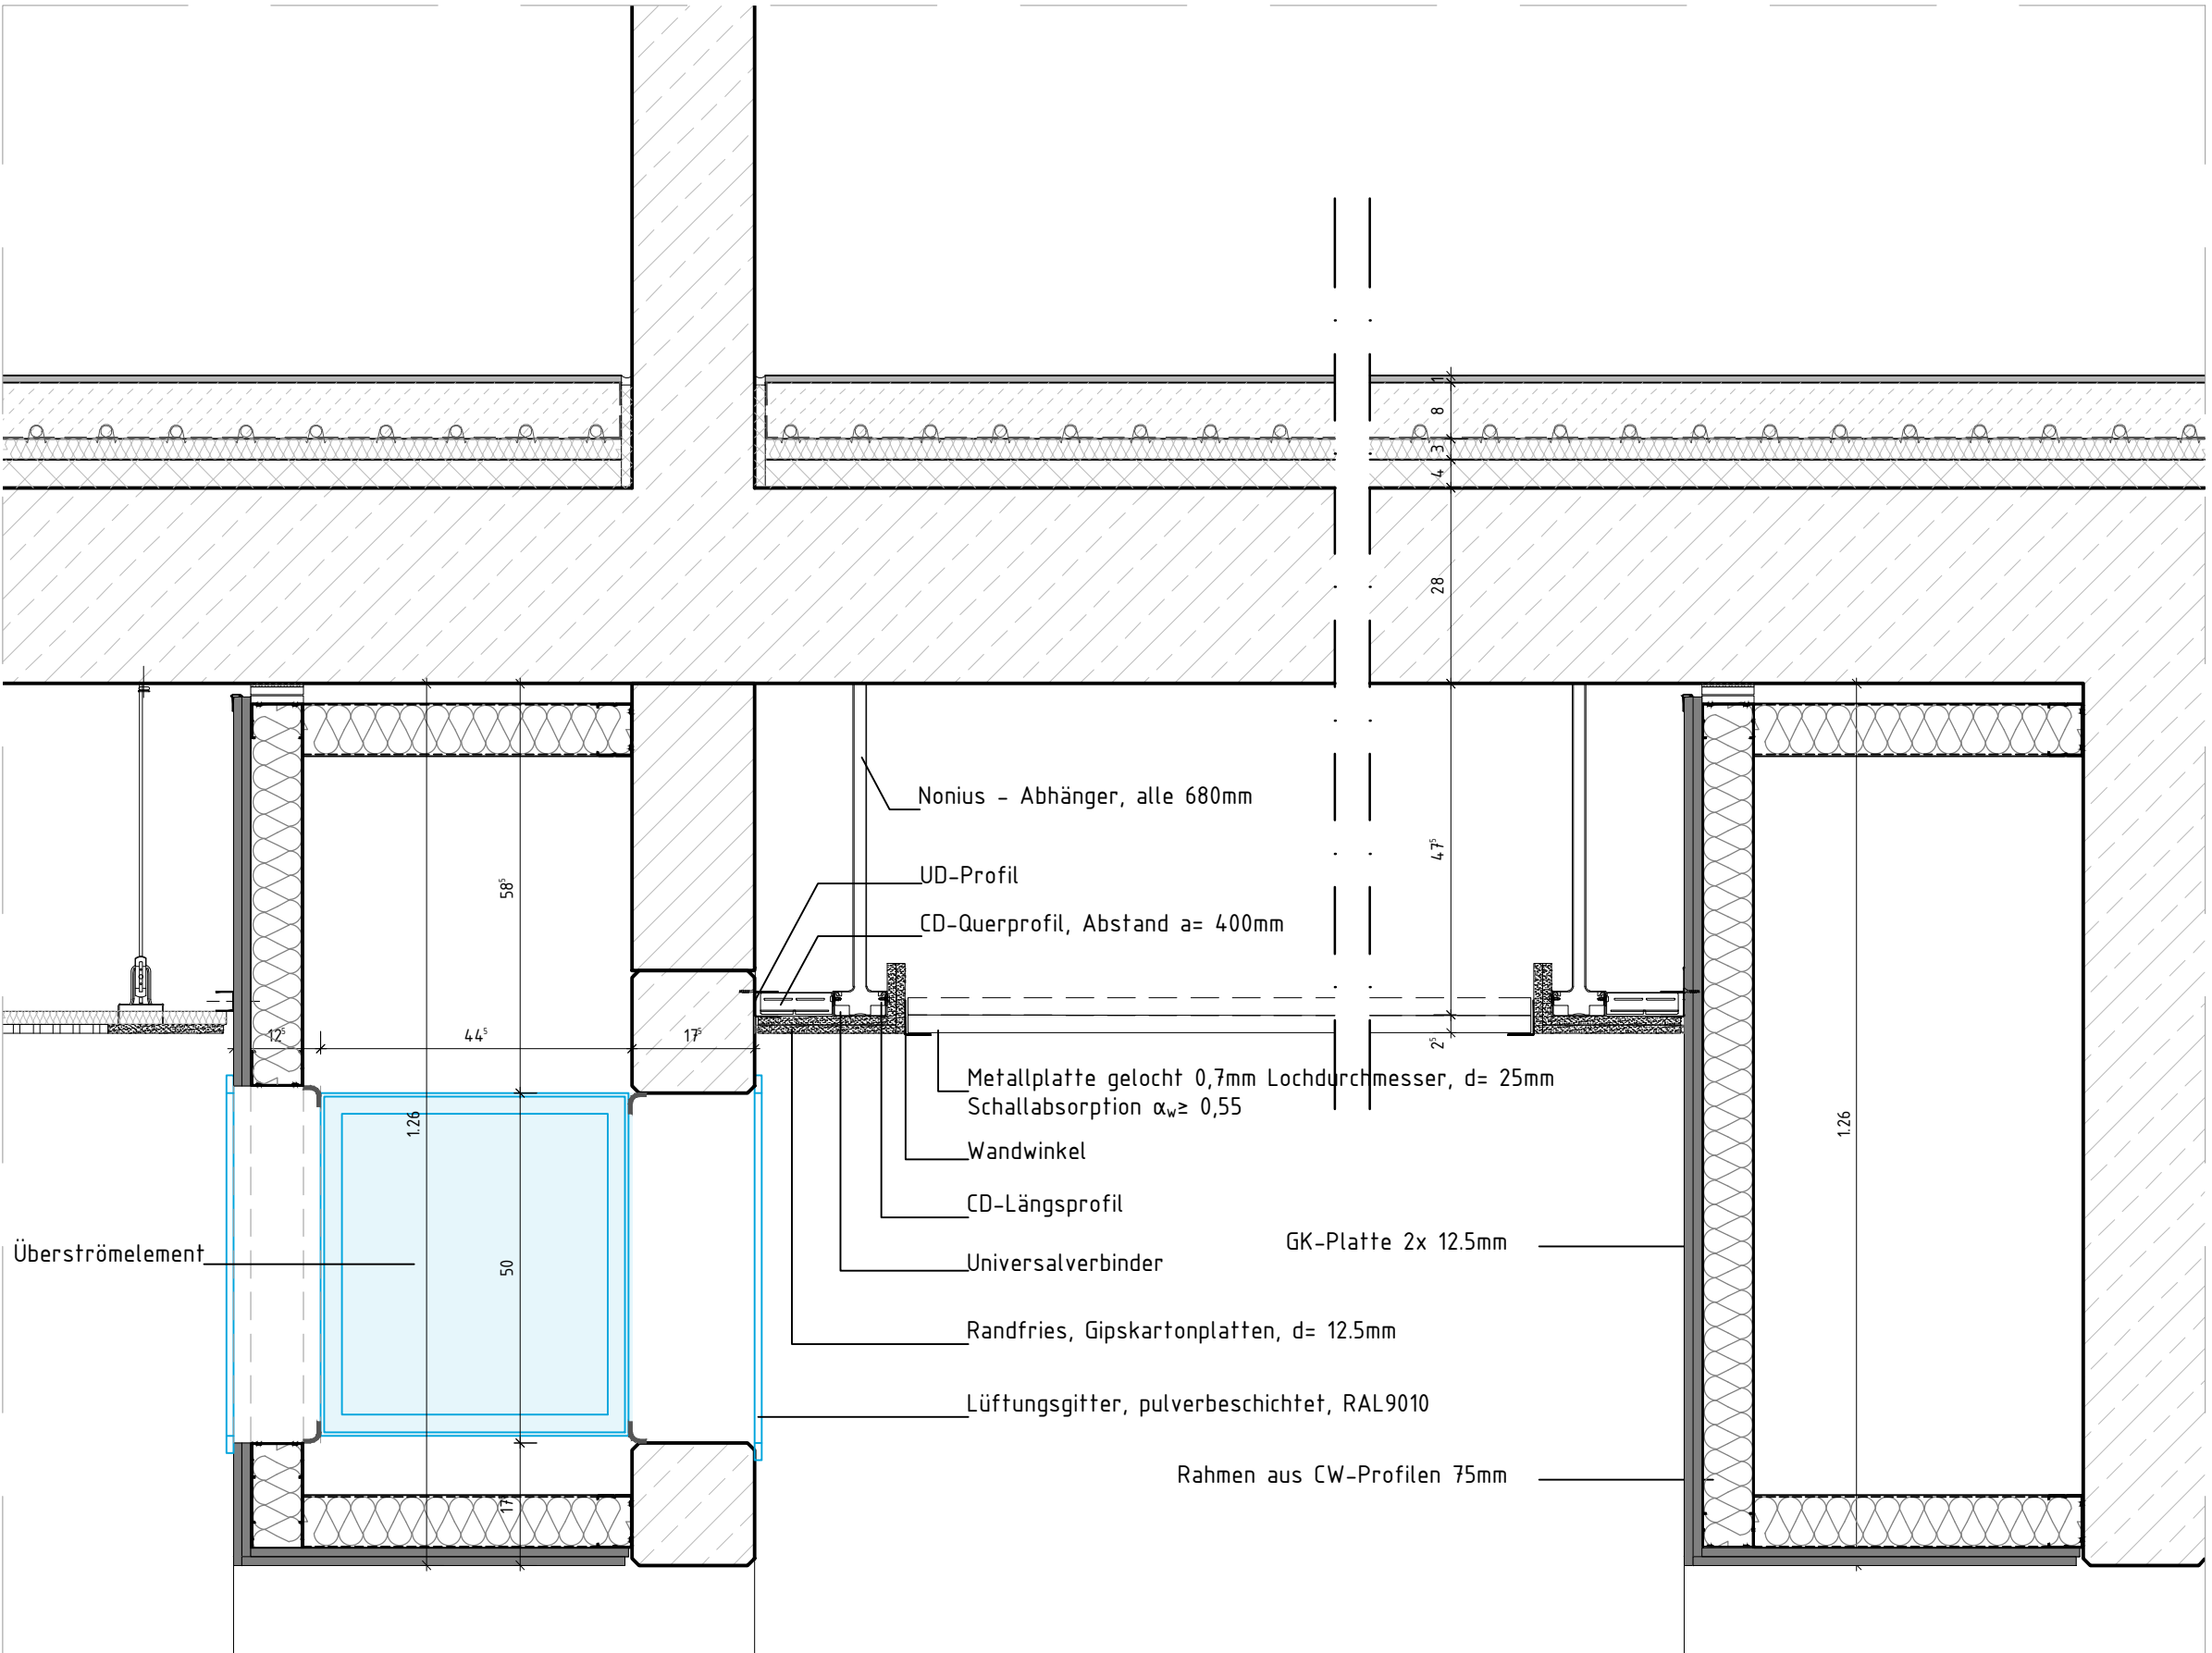 1
8
3
4
28
Nonius - Abhänger, alle 680mm
47⁵
58⁵
UD-Profil
CD-Querprofil, Abstand a= 400mm
12⁵
44⁵
17⁵
2⁵
Metallplatte gelocht 0,7mm Lochdurchmesser, d= 25mm
Schallabsorption αw≥ 0,55
1.26
1.26
Wandwinkel
CD-Längsprofil
Überströmelement
50
GK-Platte 2x 12.5mm
Universalverbinder
Randfries, Gipskartonplatten, d= 12.5mm
Lüftungsgitter, pulverbeschichtet, RAL9010
Rahmen aus CW-Profilen 75mm
17⁵